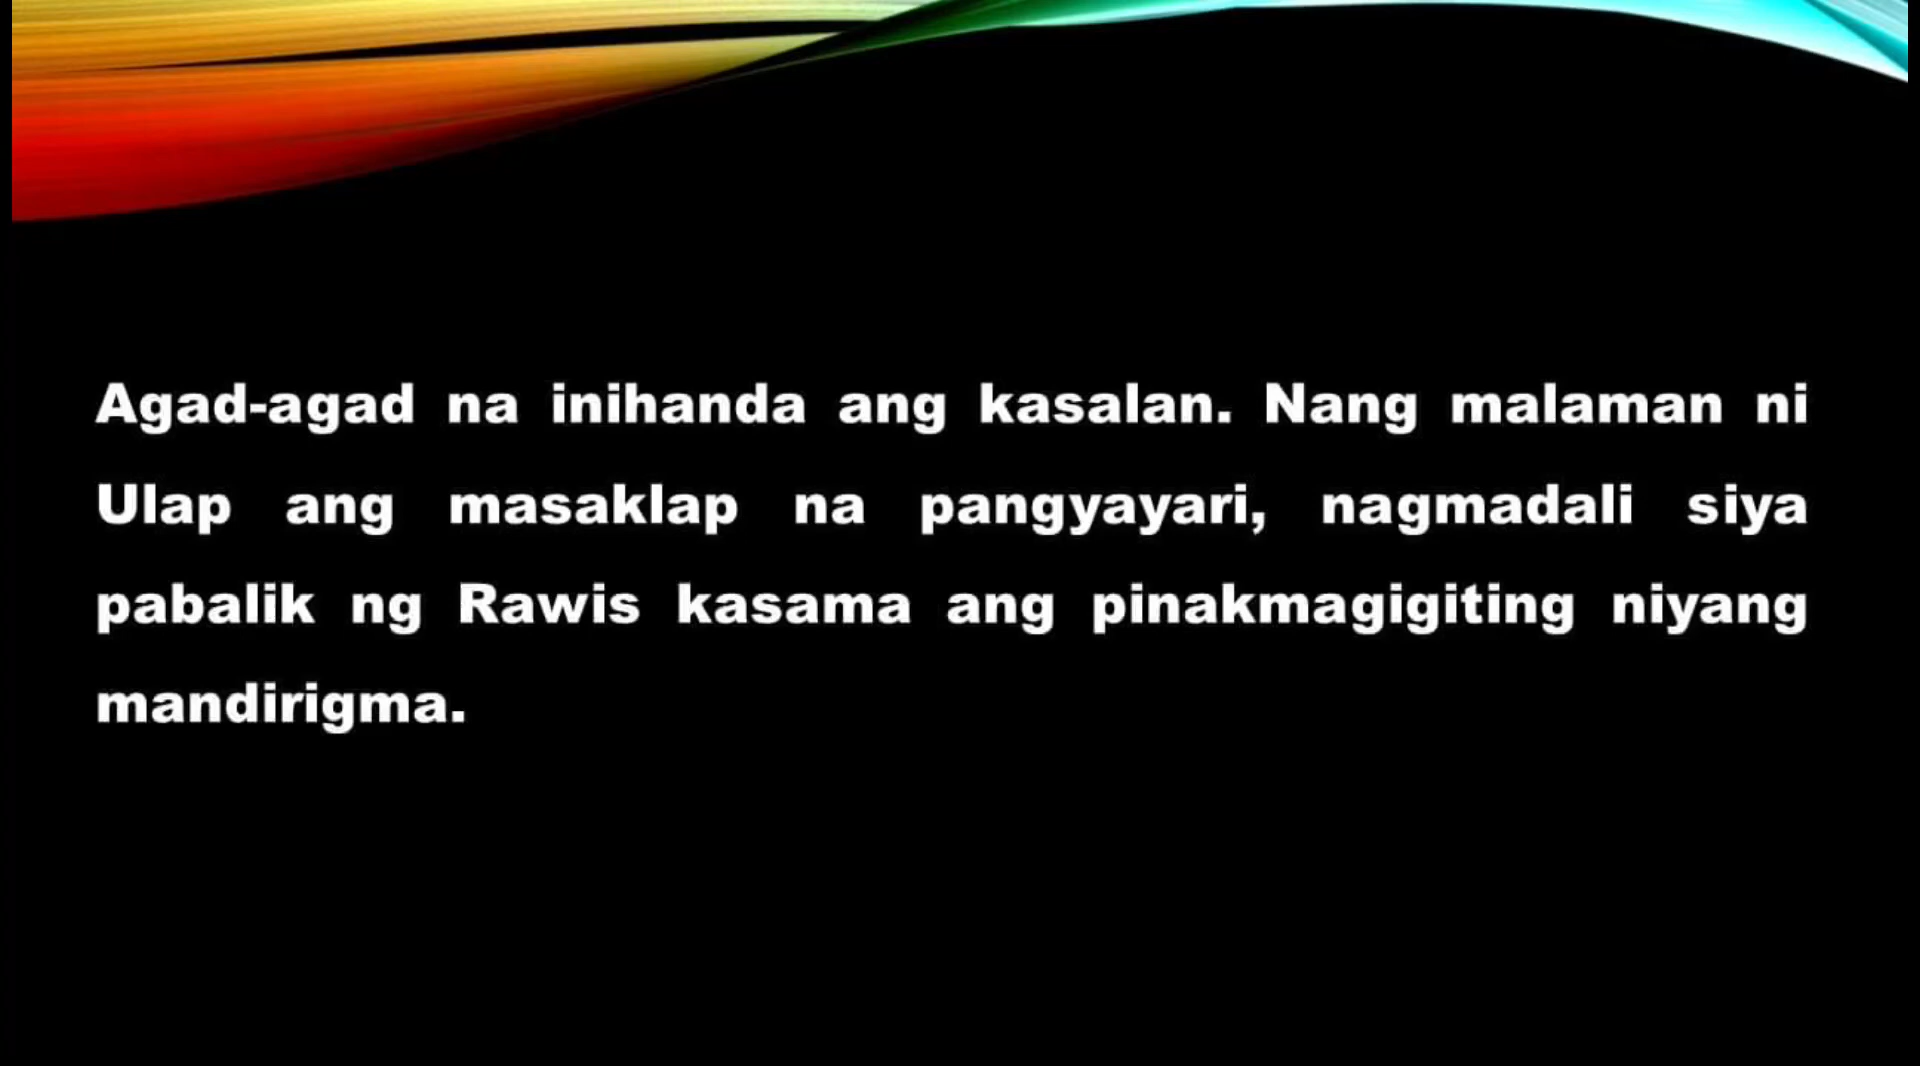 Agad-agad na inihanda ang kasalan. Nang malaman ni
Ulap ang masaklap na pangyayari, nagmadali siya
pabalik ng Rawis kasama ang pinakmagigiting niyang
mandirigma.